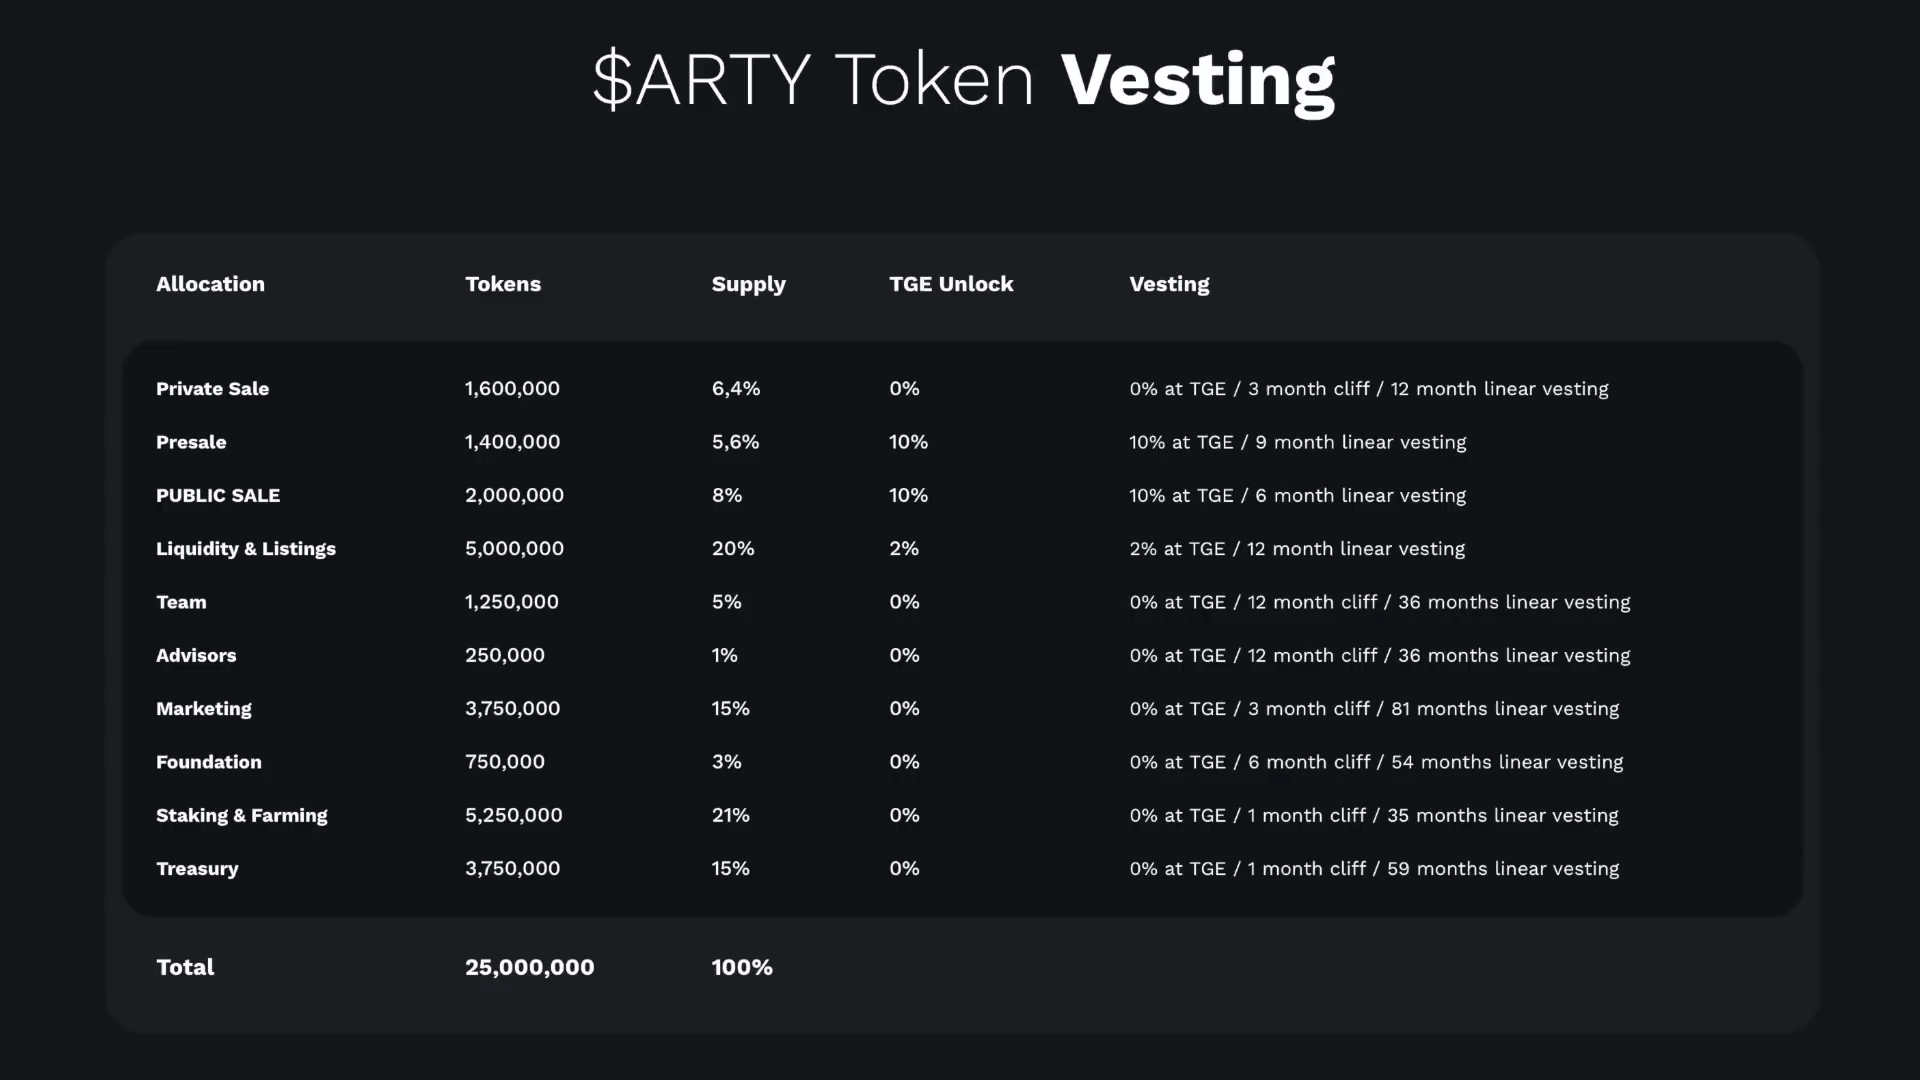 $ARTY Token Vesting
Allocation Tokens Supply TGE Unlock Vesting
Private Sale 1,600,000 6,4% 0% 0% at TGE / 3 month cliff / 12 month linear vesting
Presale 1,400,000 5,6% 10% 10% at TGE / 9 month linear vesting
PUBLIC SALE 2,000,000 8% 10% 10% at TGE / 6 month linear vesting
Liquidity & Listings 5,000,000 20% 2% 2% at TGE / 12 month linear vesting
Team 1,250,000 5% 0% 0% at TGE / 12 month cliff / 36 months linear vesting
Advisors 250,000 1% 0% 0% at TGE / 12 month cliff / 36 months linear vesting
Marketing 3,750,000 15% 0% 0% at TGE / 3 month cliff / 81 months linear vesting
Foundation 750,000 3% 0% 0% at TGE / 6 month cliff / 54 months linear vesting
Staking & Farming 5,250,000 21% 0% 0% at TGE / 1 month cliff / 35 months linear vesting
Treasury 3,750,000 15% 0% 0% at TGE / 1 month cliff / 59 months linear vesting
Total 25,000,000 100%